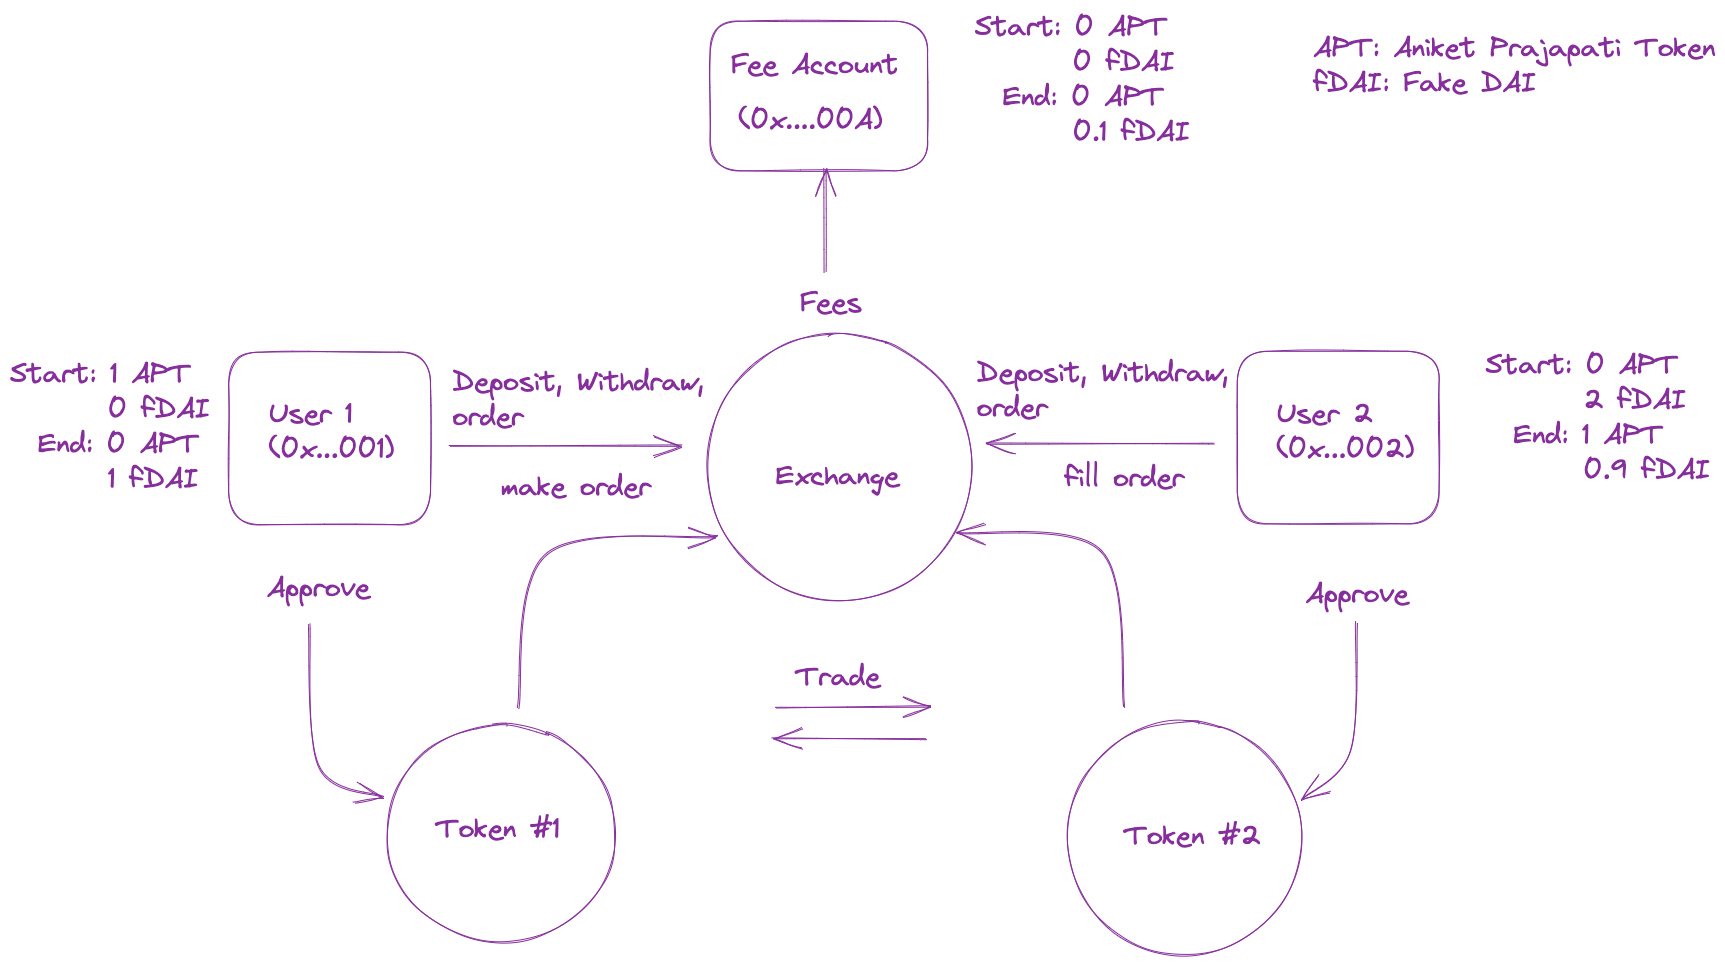 Fee Account
(0x....00A)
Start: 0 APT
0 fDAI
End: 0 APT
0.1 fDAI
APT: Aniket Prajapati Token
fDAI: Fake DAI
Fees
Start: 1 APT
0 fDAI
End: 0 APT
1 fDAI
User 1
(0x...001)
Deposit, Withdraw,
order
make order
Exchange
Deposit, Withdraw,
order
fill order
User 2
(0x...002)
Start: 0 APT
2 fDAI
End: 1 APT
0.9 fDAI
Approve
Approve
Trade
Token #1
Token #2